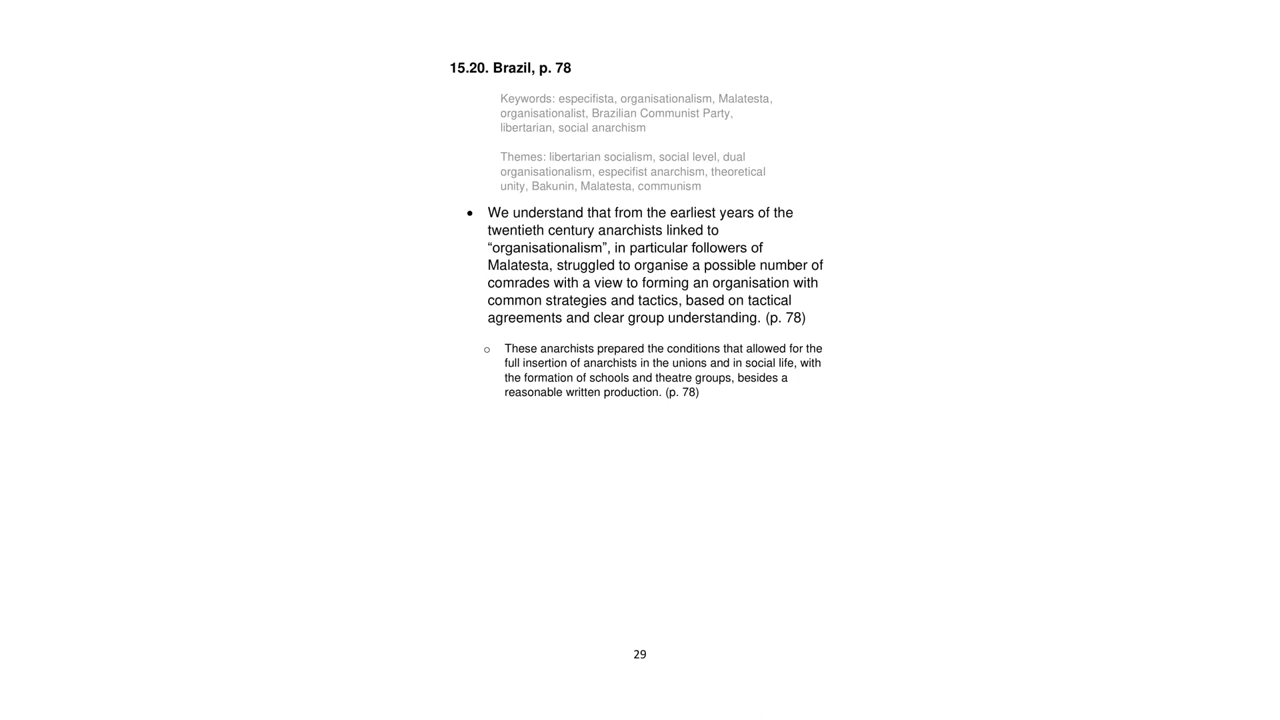 15.20. Brazil, p. 78
Keywords: especifista, organisationalism, Malatesta,
organisationalist, Brazilian Communist Party,
libertarian, social anarchism
Themes: libertarian socialism, social level, dual
organisationalism, especifist anarchism, theoretical
unity, Bakunin, Malatesta, communism
• We understand that from the earliest years of the
twentieth century anarchists linked to
“organisationalism”, in particular followers of
Malatesta, struggled to organise a possible number of
comrades with a view to forming an organisation with
common strategies and tactics, based on tactical
agreements and clear group understanding. (p. 78)
o These anarchists prepared the conditions that allowed for the
full insertion of anarchists in the unions and in social life, with
the formation of schools and theatre groups, besides a
reasonable written production. (p. 78)
29